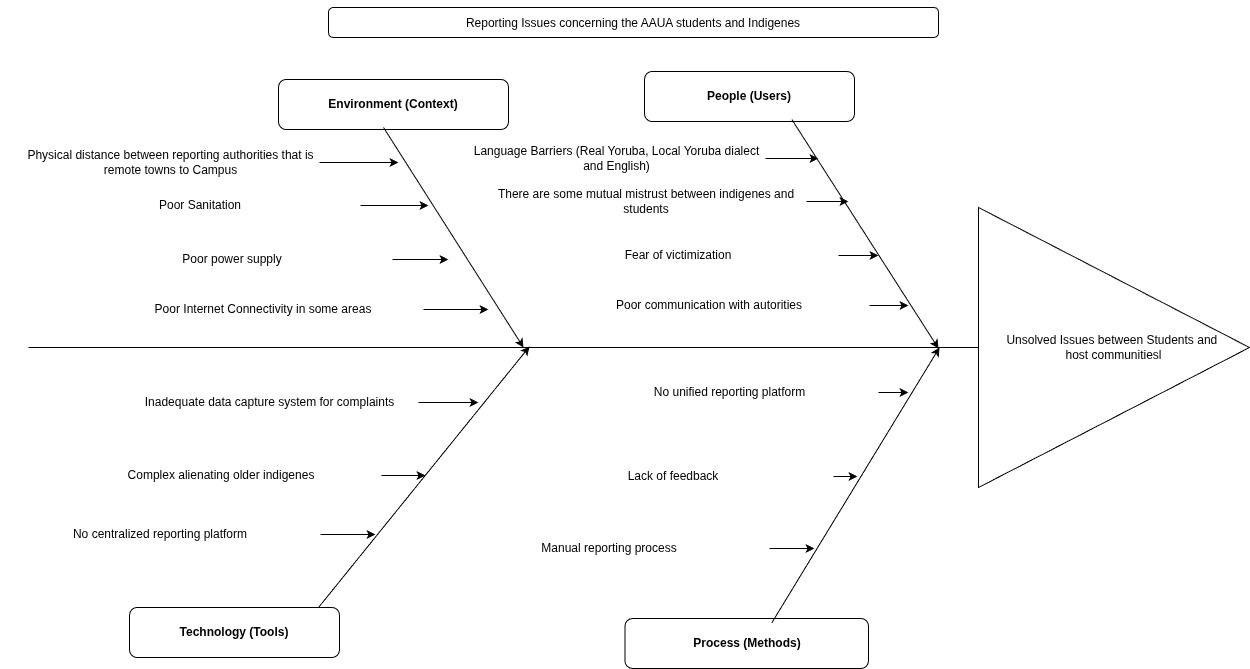 Reporting Issues concerning the AAUA students and Indigenes
Environment (Context)
People (Users)
Physical distance between reporting authorities that is
remote towns to Campus
Poor Sanitation
Poor power supply
Poor Internet Connectivity in some areas
Language Barriers (Real Yoruba, Local Yoruba dialect
and English)
There are some mutual mistrust between indigenes and
students
Fear of victimization
Poor communication with autorities
Unsolved Issues between Students and
host communitiesl
Inadequate data capture system for complaints
Complex alienating older indigenes
No centralized reporting platform
No unified reporting platform
Lack of feedback
Manual reporting process
Technology (Tools)
Process (Methods)